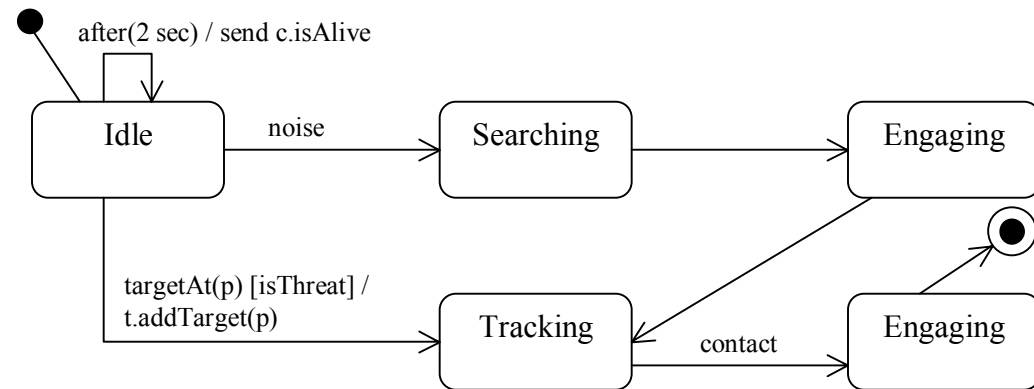 after(2 sec) / send c.isAlive
Idle
noise
Searching
Engaging
targetAt(p) [isThreat] /
t.addTarget(p)
Tracking
contact
Engaging